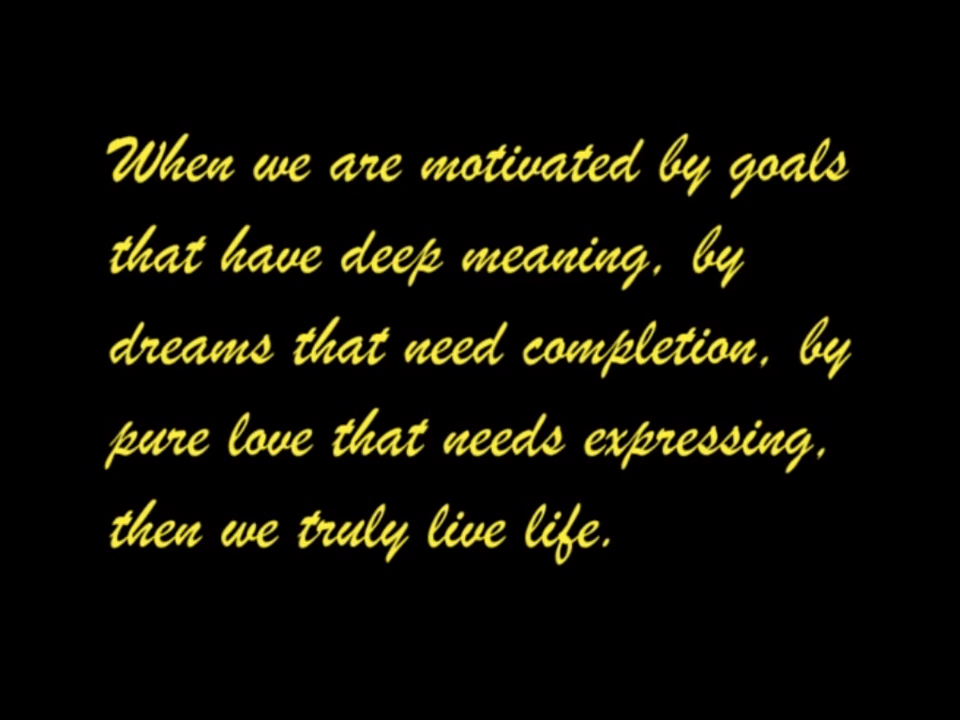 When we are motivated by goals
that have deep meaning, by
dreams that need completion, by
pure love that needs expressing,
then we truly live life.